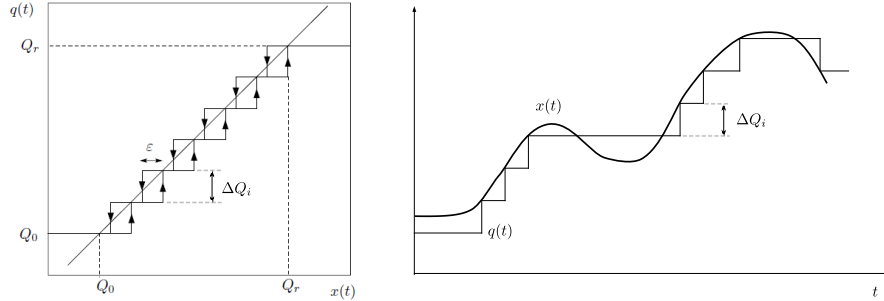 q(t)
Q_r
ε
ΔQ_i
Q_0
Q_0
Q_r
x(t)
x(t)
ΔQ_i
q(t)
t